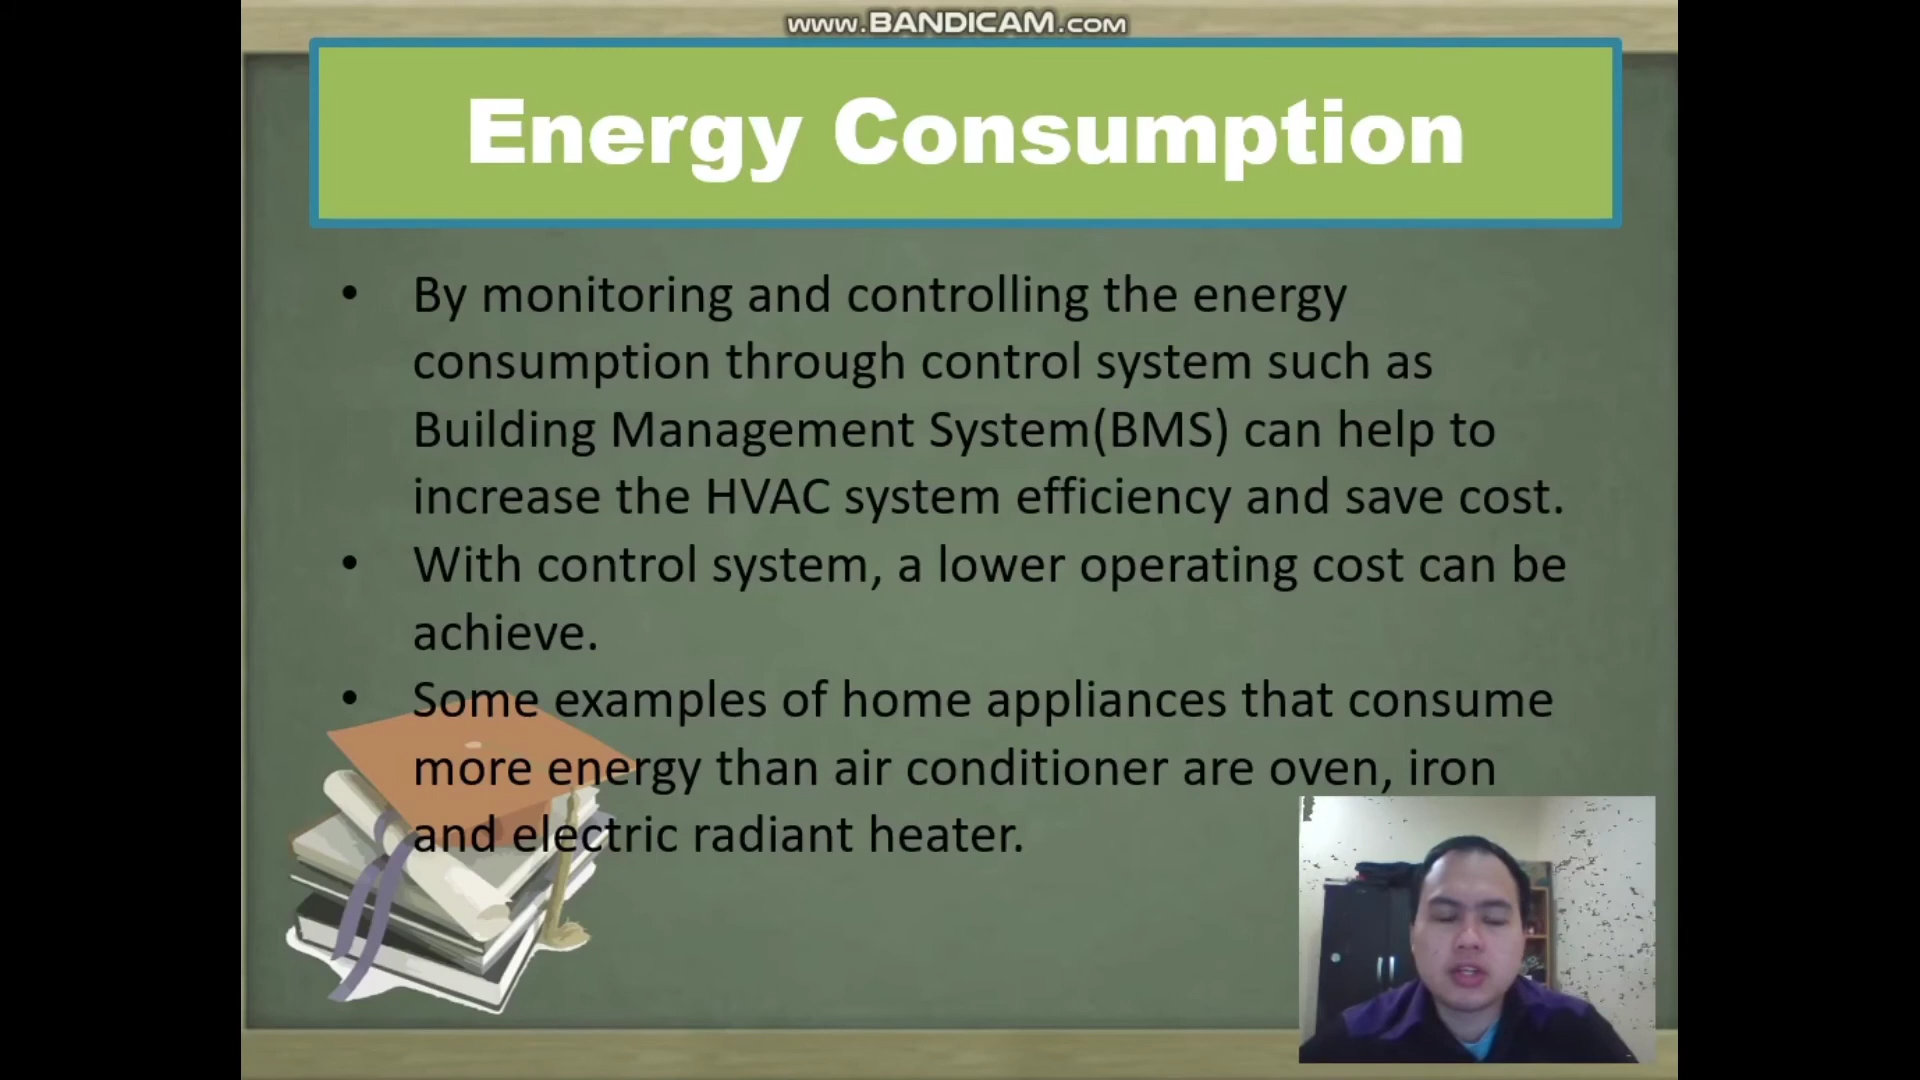 www.BANDICAM.com
Energy Consumption
• By monitoring and controlling the energy
consumption through control system such as
Building Management System(BMS) can help to
increase the HVAC system efficiency and save cost.
• With control system, a lower operating cost can be
achieve.
• Some examples of home appliances that consume
more energy than air conditioner are oven, iron
and electric radiant heater.